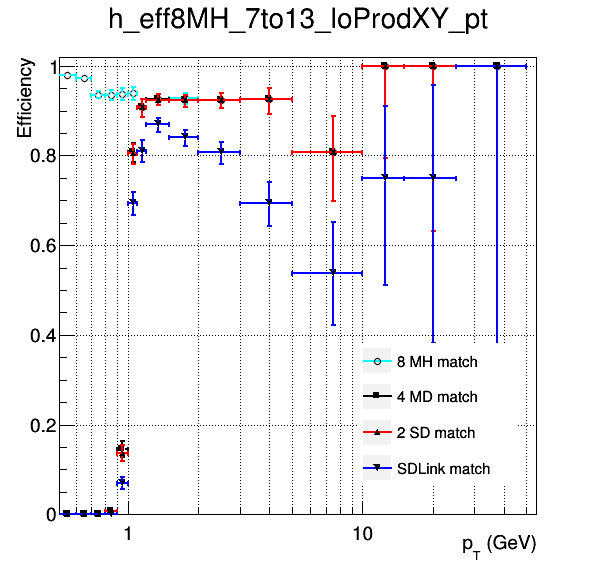 h_eff8MH_7to13_loProdXY_pt
Efficiency
1
0.8
0.6
0.4
0.2
0
8 MH match
4 MD match
2 SD match
SDLink match
1
10
p_T (GeV)